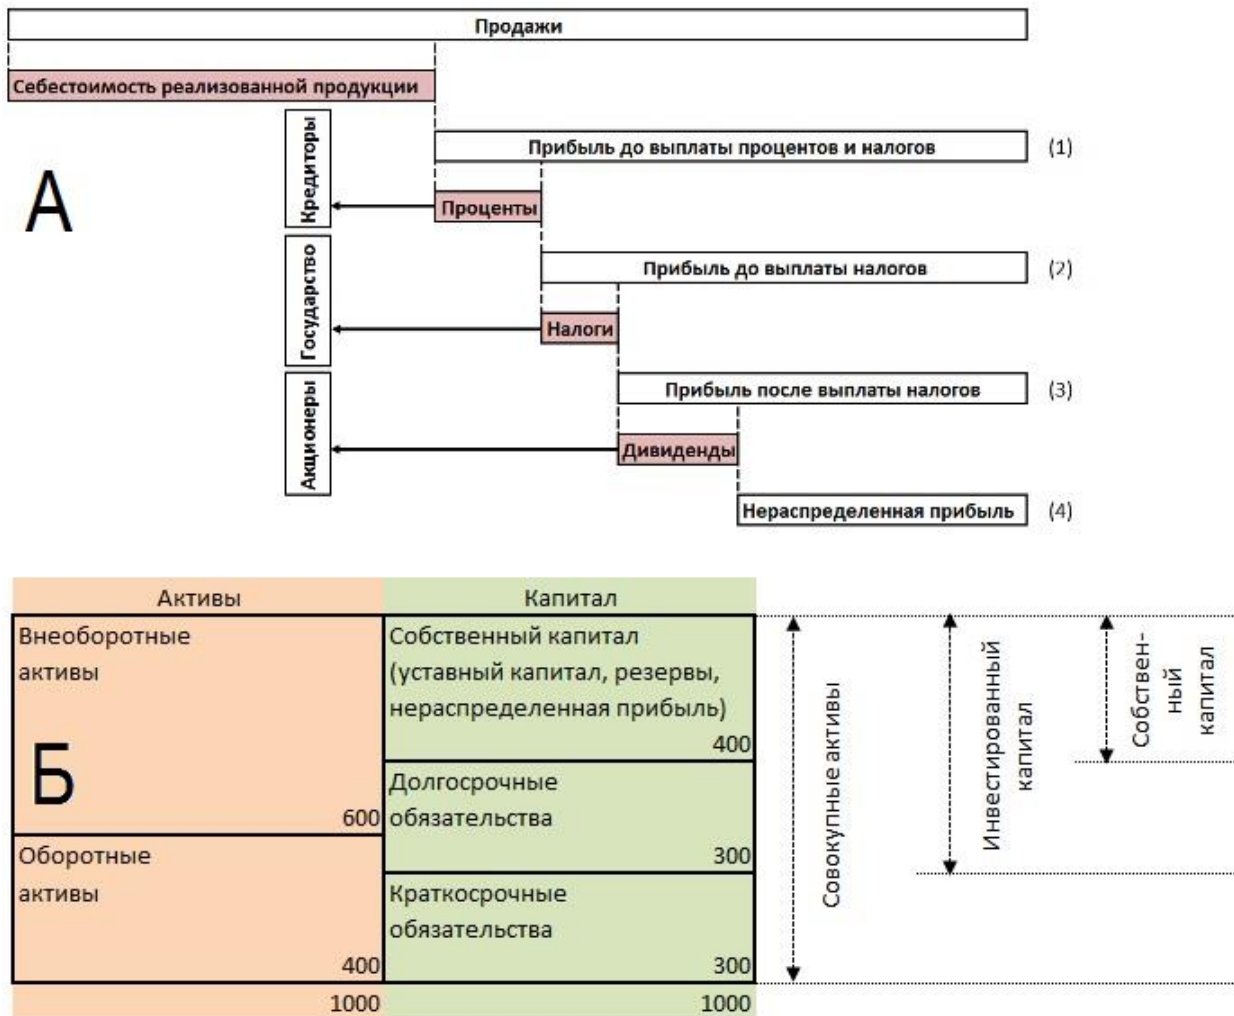 Продажи
Себестоимость реализованной продукции
А
Кредиторы
Прибыль до выплаты процентов и налогов
(1)
Проценты
Государство
Прибыль до выплаты налогов
(2)
Налоги
Акционеры
Прибыль после выплаты налогов
(3)
Дивиденды
Нераспределенная прибыль
(4)
Активы
Капитал
Внеоборотные
активы
Б
600
Оборотные
активы
400
1000
Собственный капитал
(уставный капитал, резервы,
нераспределенная прибыль)
400
Долгосрочные
обязательства
300
Краткосрочные
обязательства
300
1000
Совокупные активы
Инвестированный
капитал
Собствен-
ный
капитал